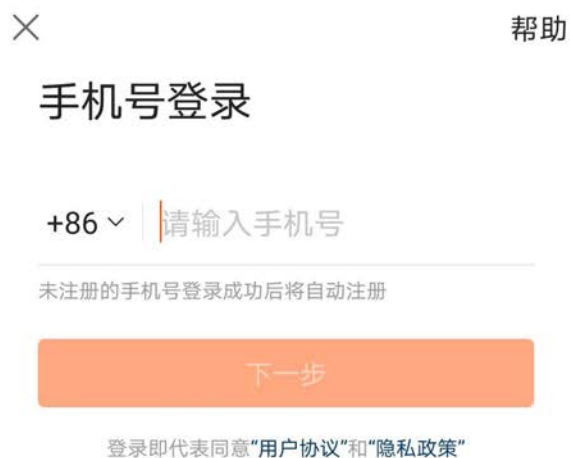 帮助
手机号登录
+86 请输入手机号
未注册的手机号登录成功后将自动注册
下一步
登录即代表同意“用户协议”和“隐私政策”